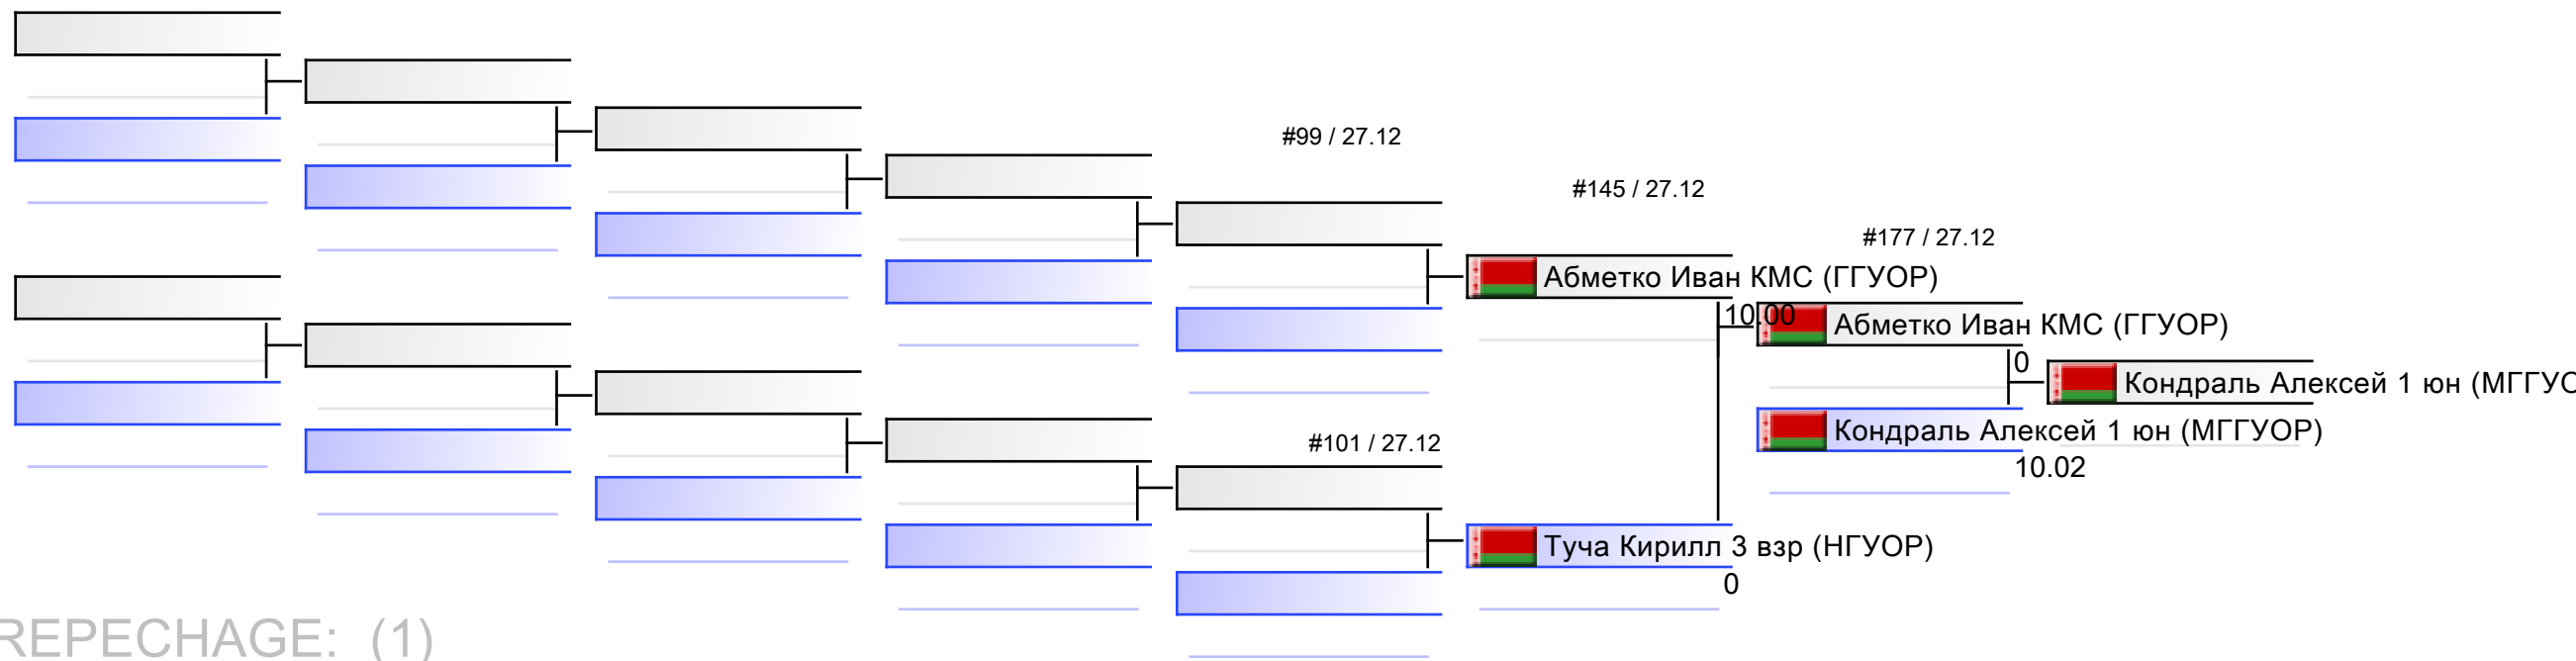 #99 / 27.12
#145 / 27.12
#177 / 27.12
Абметко Иван КМС (ГГУОР)
10.00
Абметко Иван КМС (ГГУОР)
0
Кондраль Алексей 1 юн (МГГУО
Кондраль Алексей 1 юн (МГГУОР)
10.02
#101 / 27.12
Туча Кирилл 3 взр (НГУОР)
0
REPECHAGE: (1)